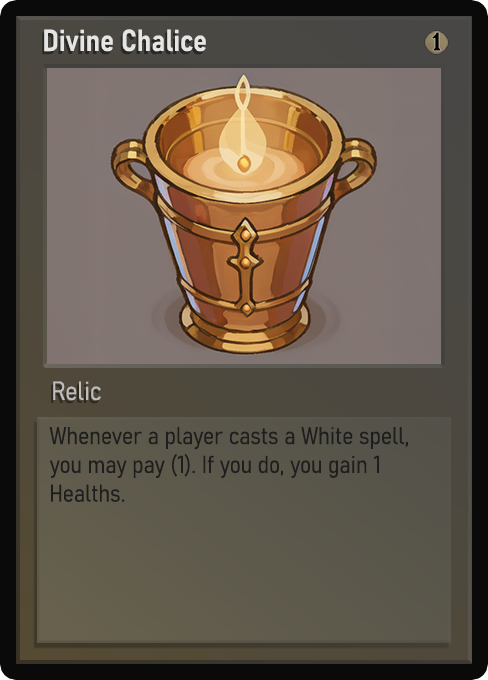 Divine Chalice 1
Relic
Whenever a player casts a White spell,
you may pay (1). If you do, you gain 1
Healths.